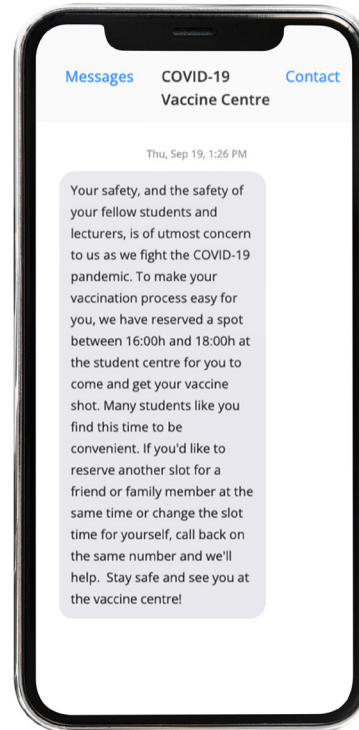 Messages COVID-19 Contact
Vaccine Centre
Thu, Sep 19, 1:26 PM
Your safety, and the safety of
your fellow students and
lecturers, is of utmost concern
to us as we fight the COVID-19
pandemic. To make your
vaccination process easy for
you, we have reserved a spot
between 16:00h and 18:00h at
the student centre for you to
come and get your vaccine
shot. Many students like you
find this time to be
convenient. If you'd like to
reserve another slot for a
friend or family member at the
same time or change the slot
time for yourself, call back on
the same number and we'll
help. Stay safe and see you at
the vaccine centre!